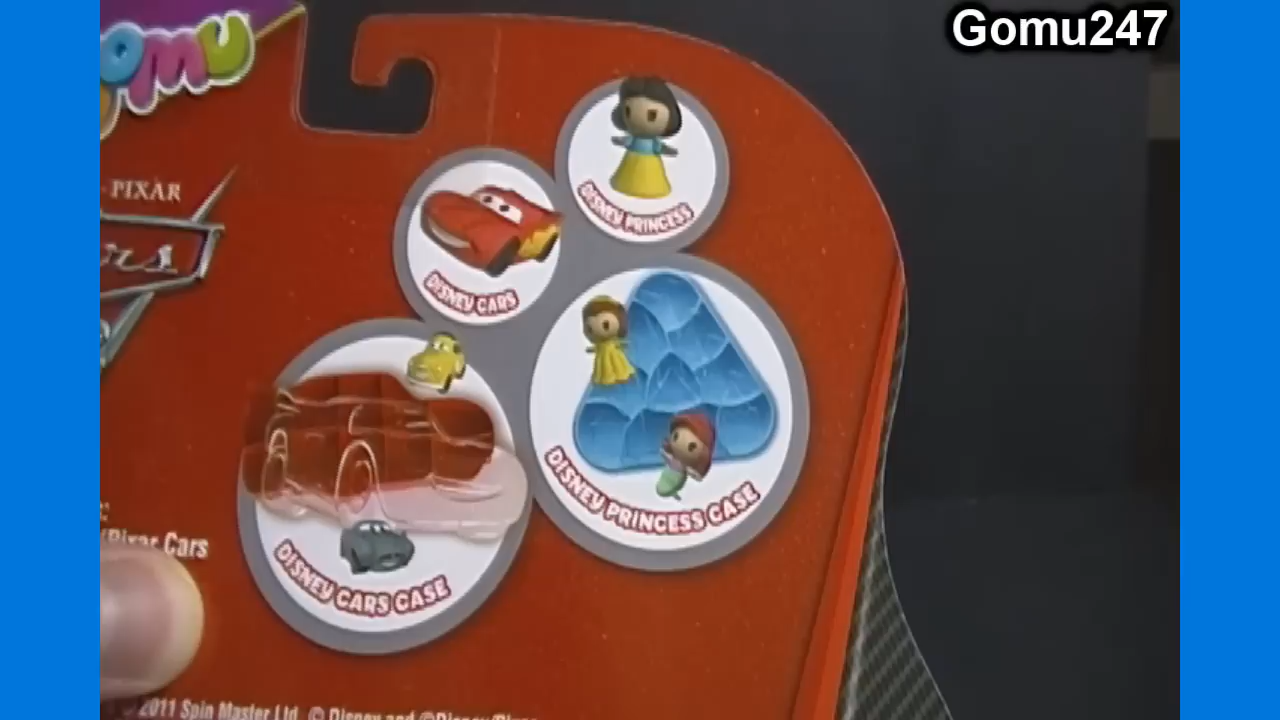 Gomu247
omu
PIXAR
DISNEY PRINCESS
DISNEY CARS
DISNEY PRINCESS CASE
DISNEY CARS CASE
Pixar Cars
2011 Spin Master Ltd. © Disney and ©Disney/Pixar